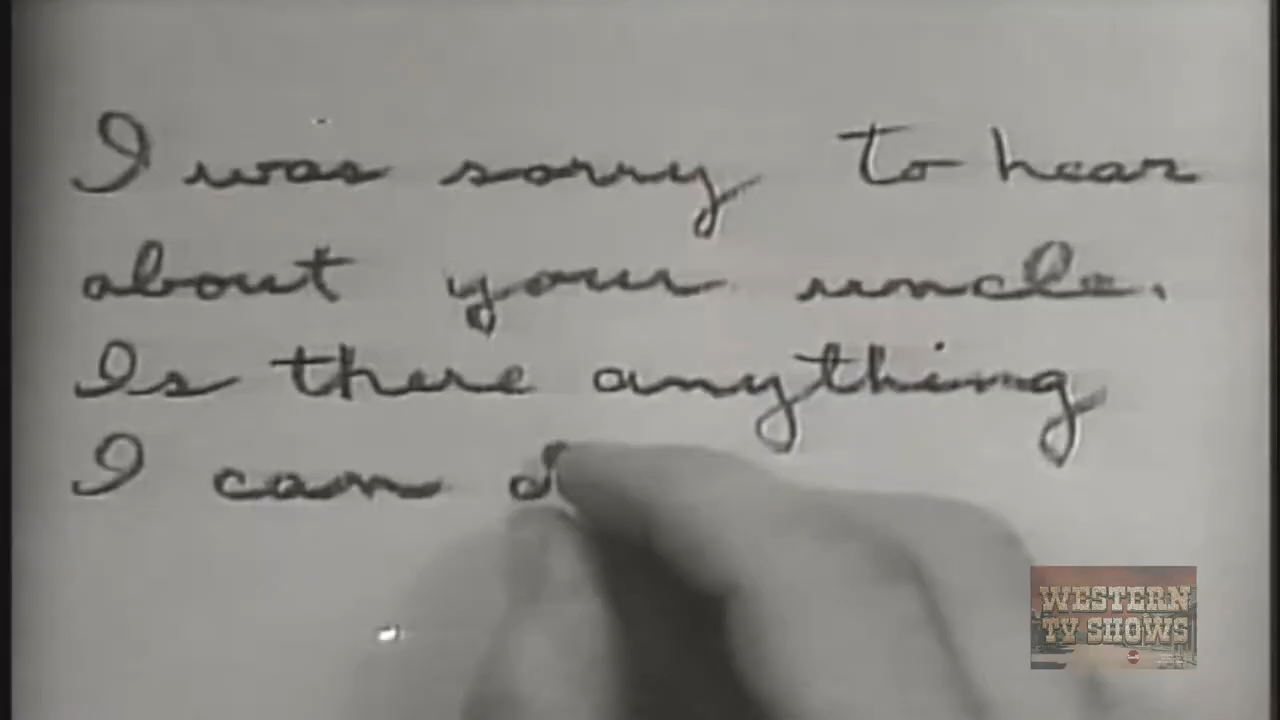 I was sorry to hear
about your uncle.
Is there anything
I can d
WESTERN
TV SHOWS